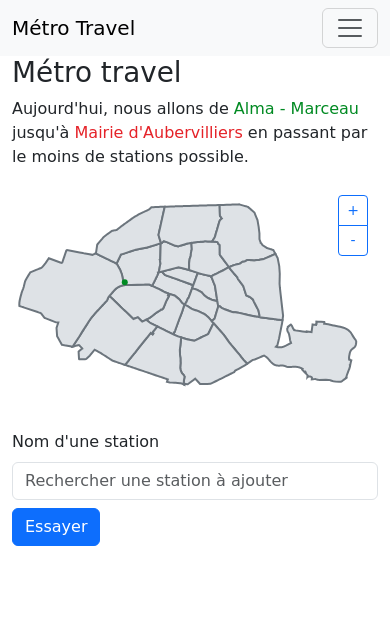 Métro Travel
Métro travel
Aujourd'hui, nous allons de Alma - Marceau
jusqu'à Mairie d'Aubervilliers en passant par
le moins de stations possible.
+
-
Nom d'une station
Rechercher une station à ajouter
Essayer